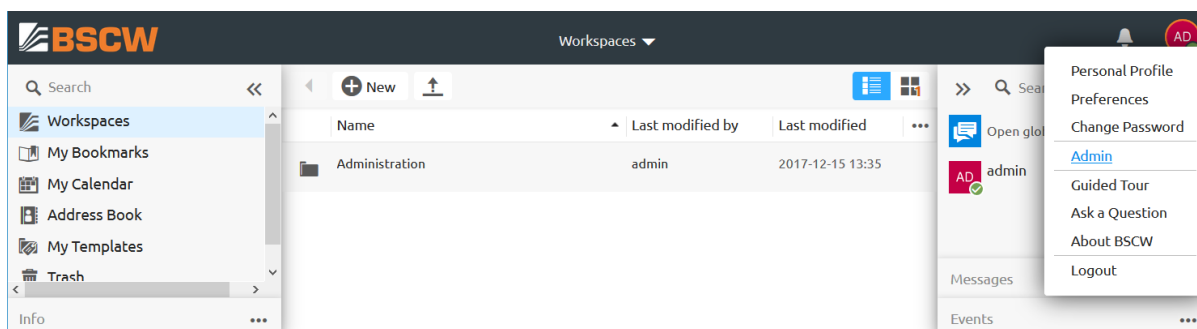 BSCW
Workspaces
AD
Search
Workspaces
My Bookmarks
My Calendar
Address Book
My Templates
Trash
Info
New
Name
Last modified by
Last modified
Administration
admin
2017-12-15 13:35
Open glo
AD
admin
Messages
Events
Personal Profile
Preferences
Change Password
Admin
Guided Tour
Ask a Question
About BSCW
Logout